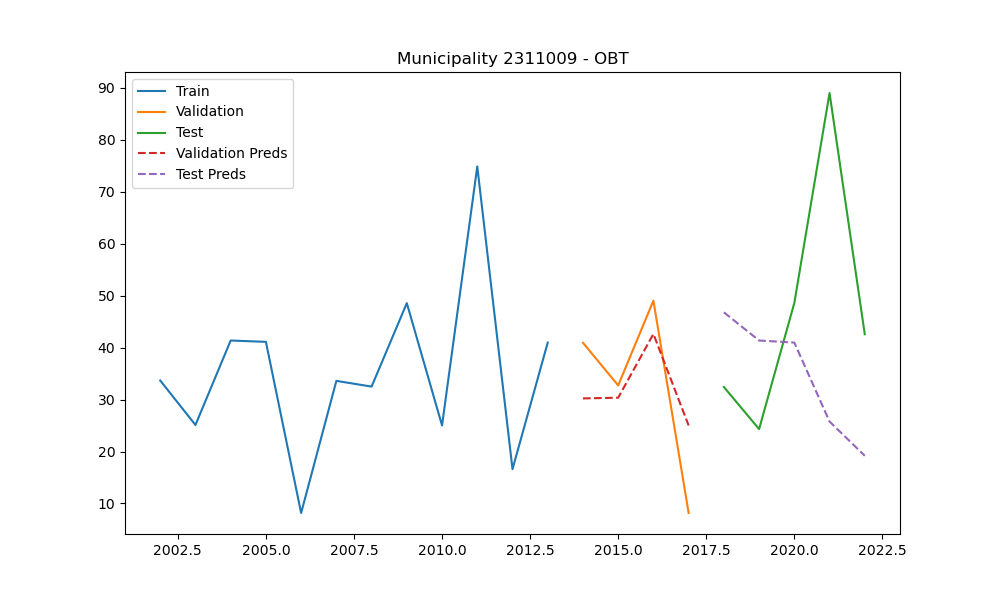 Municipality 2311009 - OBT
Train
Validation
Test
Validation Preds
Test Preds
90
80
70
60
50
40
30
20
10
2002.5 2005.0 2007.5 2010.0 2012.5 2015.0 2017.5 2020.0 2022.5